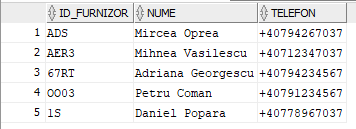 ID_FURNIZOR NUME TELEFON
1 ADS Mircea Oprea +40794267037
2 AER3 Mihnea Vasilescu +40712347037
3 67RT Adriana Georgescu +40794234567
4 OO03 Petru Coman +40791234567
5 1S Daniel Popara +40778967037